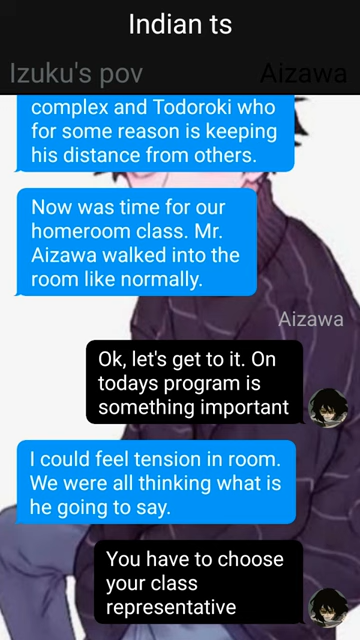 Indian ts
Izuku's pov
Aizawa
complex and Todoroki who
for some reason is keeping
his distance from others.
Now was time for our
homeroom class. Mr.
Aizawa walked into the
room like normally.
Aizawa
Ok, let's get to it. On
todays program is
something important
I could feel tension in room.
We were all thinking what is
he going to say.
You have to choose
your class
representative